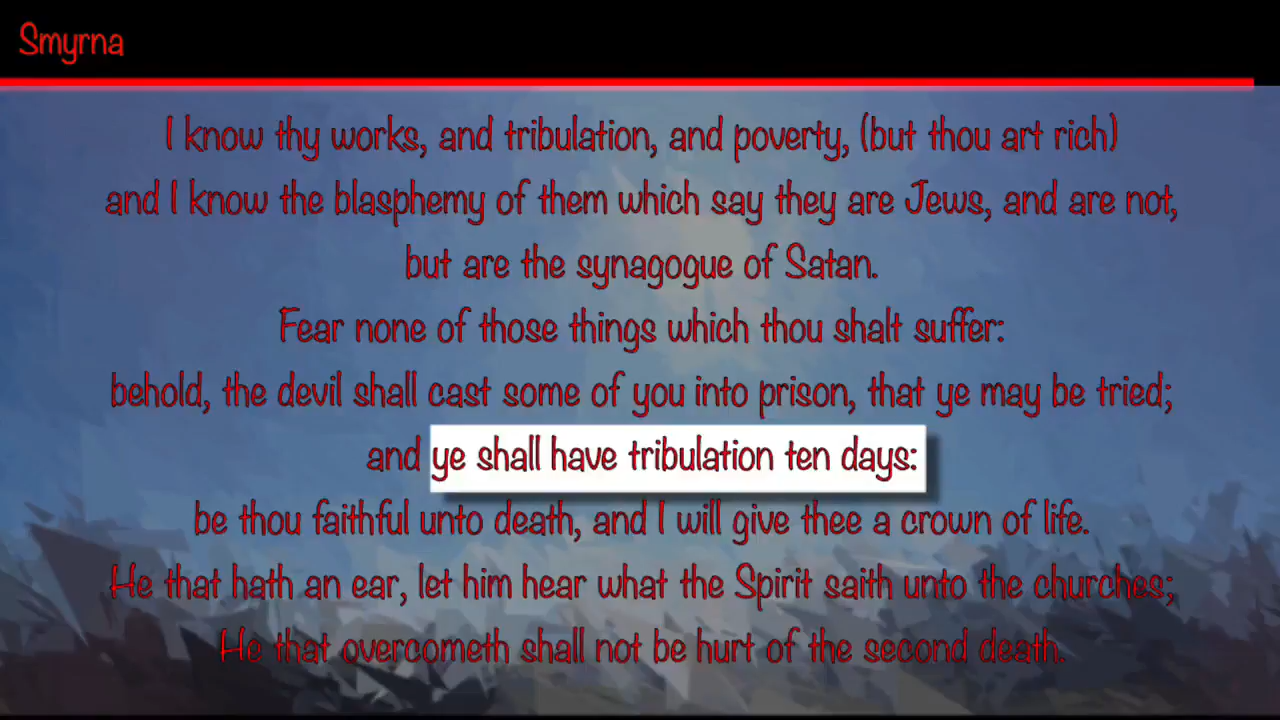 Smyrna
I know thy works, and tribulation, and poverty, (but thou art rich)
and I know the blasphemy of them which say they are Jews, and are not,
but are the synagogue of Satan.
Fear none of those things which thou shalt suffer:
behold, the devil shall cast some of you into prison, that ye may be tried;
and ye shall have tribulation ten days:
be thou faithful unto death, and I will give thee a crown of life.
He that hath an ear, let him hear what the Spirit saith unto the churches;
He that overcometh shall not be hurt of the second death.